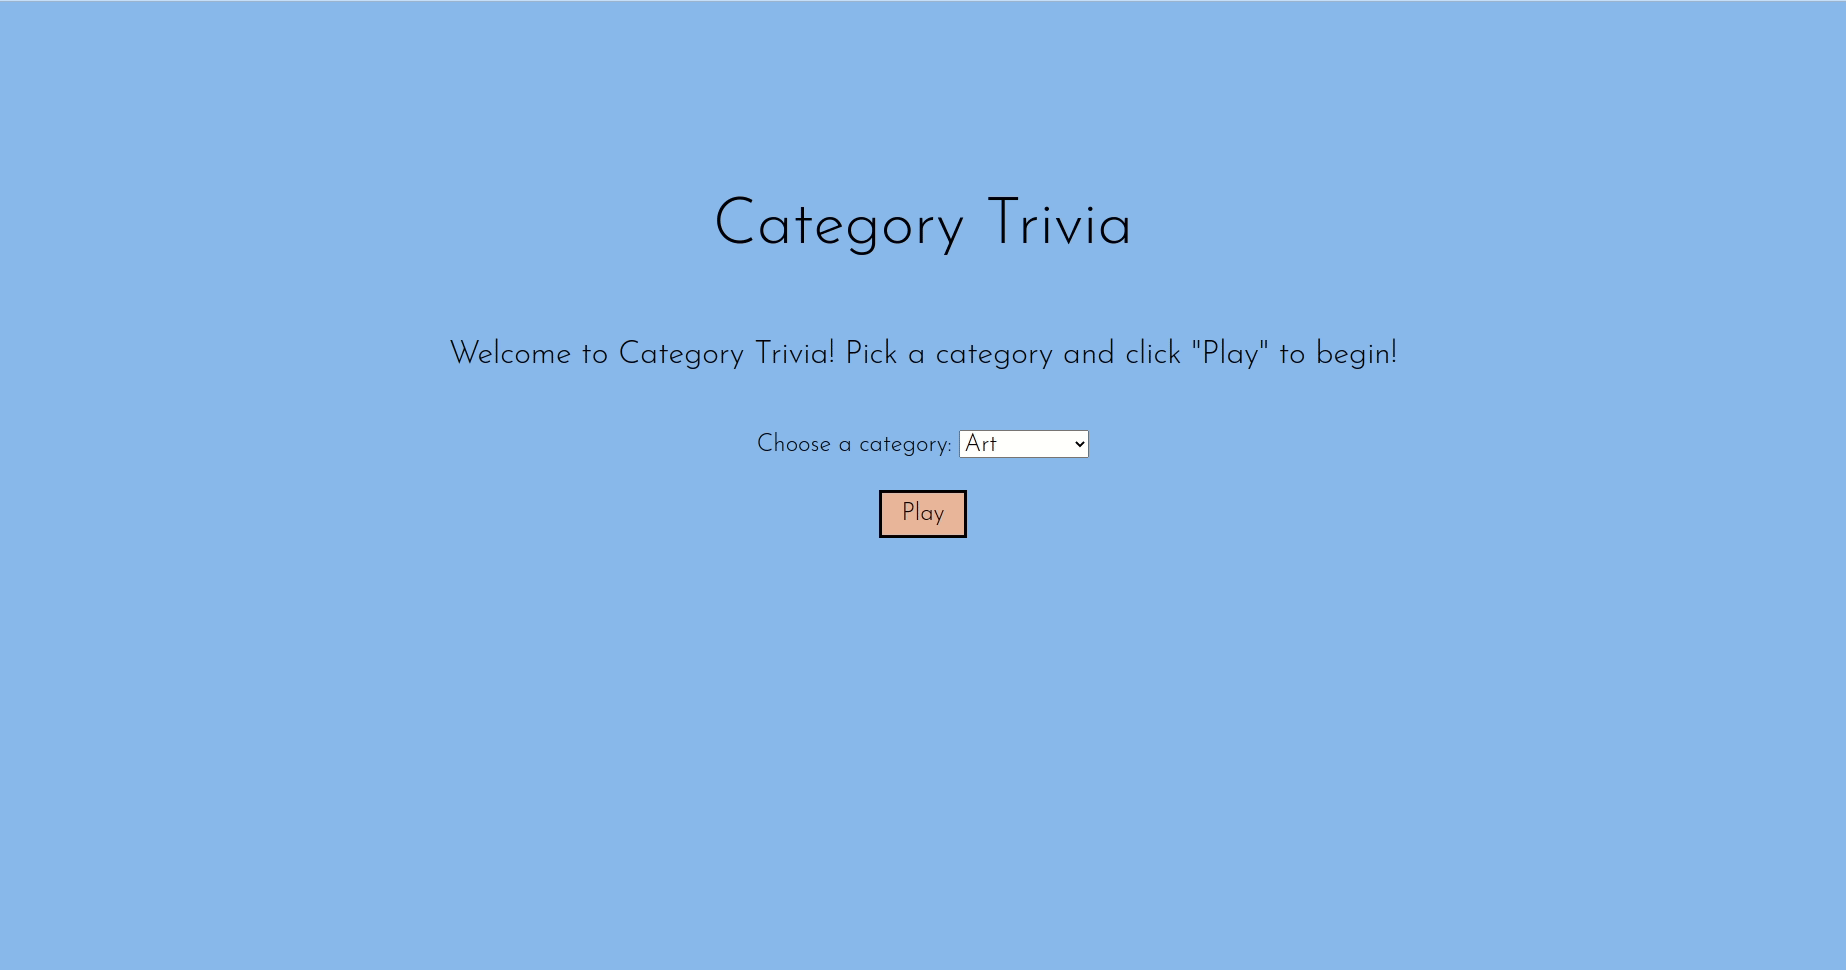 Category Trivia
Welcome to Category Trivia! Pick a category and click "Play" to begin!
Choose a category: Art
Play